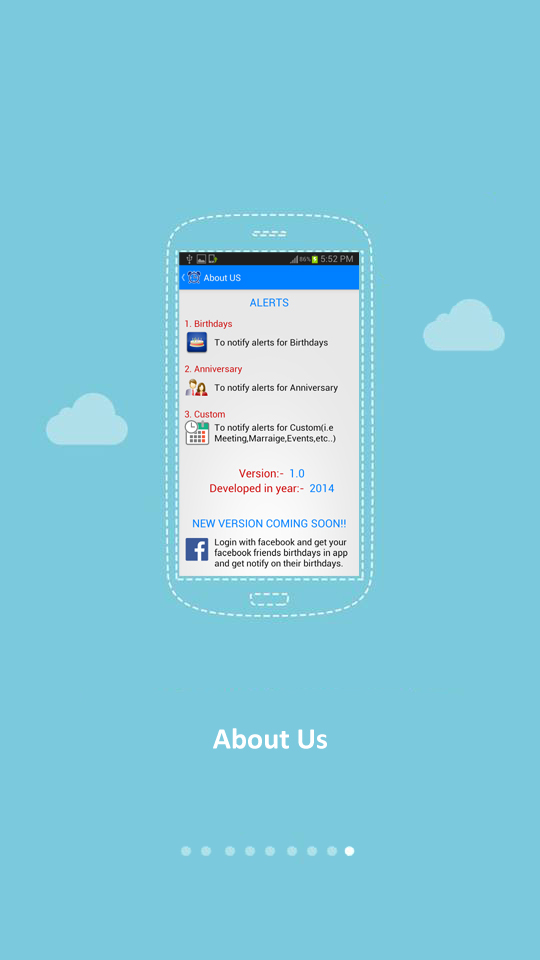 86% 5:52 PM
About US
ALERTS
1. Birthdays
To notify alerts for Birthdays
2. Anniversary
To notify alerts for Anniversary
3. Custom
To notify alerts for Custom(i.e
Meeting,Marraige,Events,etc..)
Version:- 1.0
Developed in year:- 2014
NEW VERSION COMING SOON!!
Login with facebook and get your
facebook friends birthdays in app
and get notify on their birthdays.
About Us